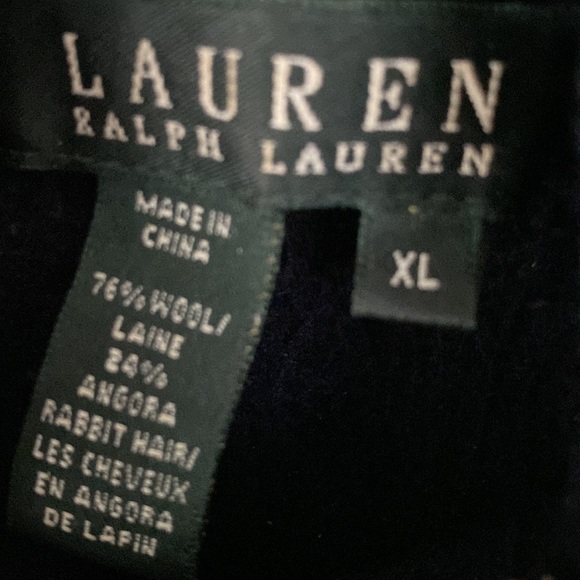 LAUREN
RALPH LAUREN
MADE IN
CHINA
76% WOOL/
LAINE
24%
ANGORA
RABBIT HAIR/
LES CHEVEUX
EN ANGORA
DE LAPIN
XL